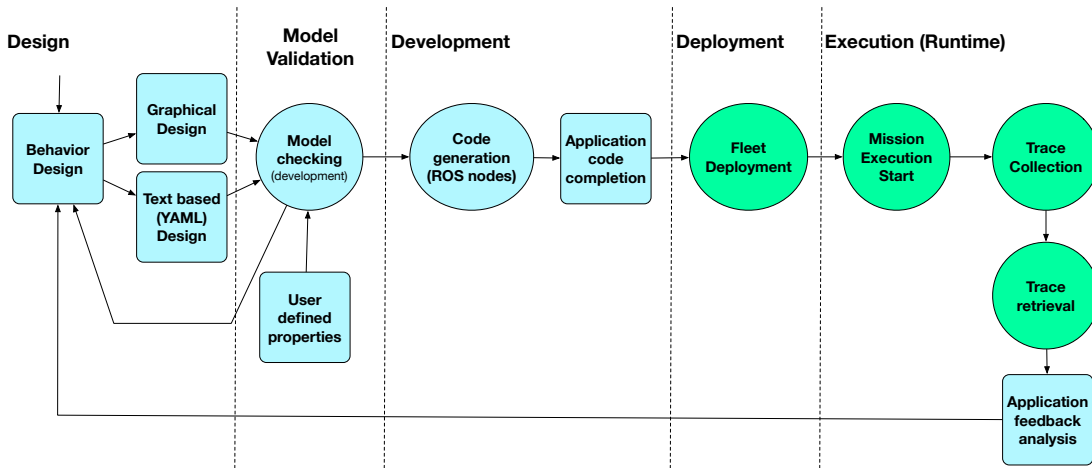 Design
Model
Validation
Development
Deployment
Execution (Runtime)
Behavior
Design
Graphical
Design
Text based
(YAML)
Design
Model
checking
(development)
User
defined
properties
Code
generation
(ROS nodes)
Application
code
completion
Fleet
Deployment
Mission
Execution
Start
Trace
Collection
Trace
retrieval
Application
feedback
analysis